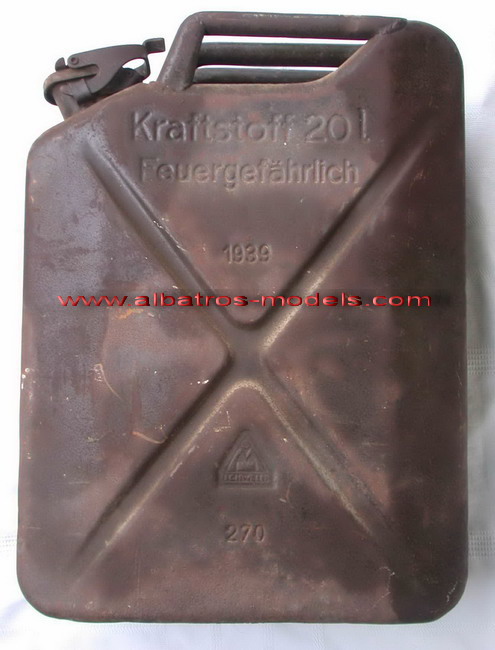 Kraftstoff 20 l
Feuergefährlich
1939
www.albatros-models.com
270